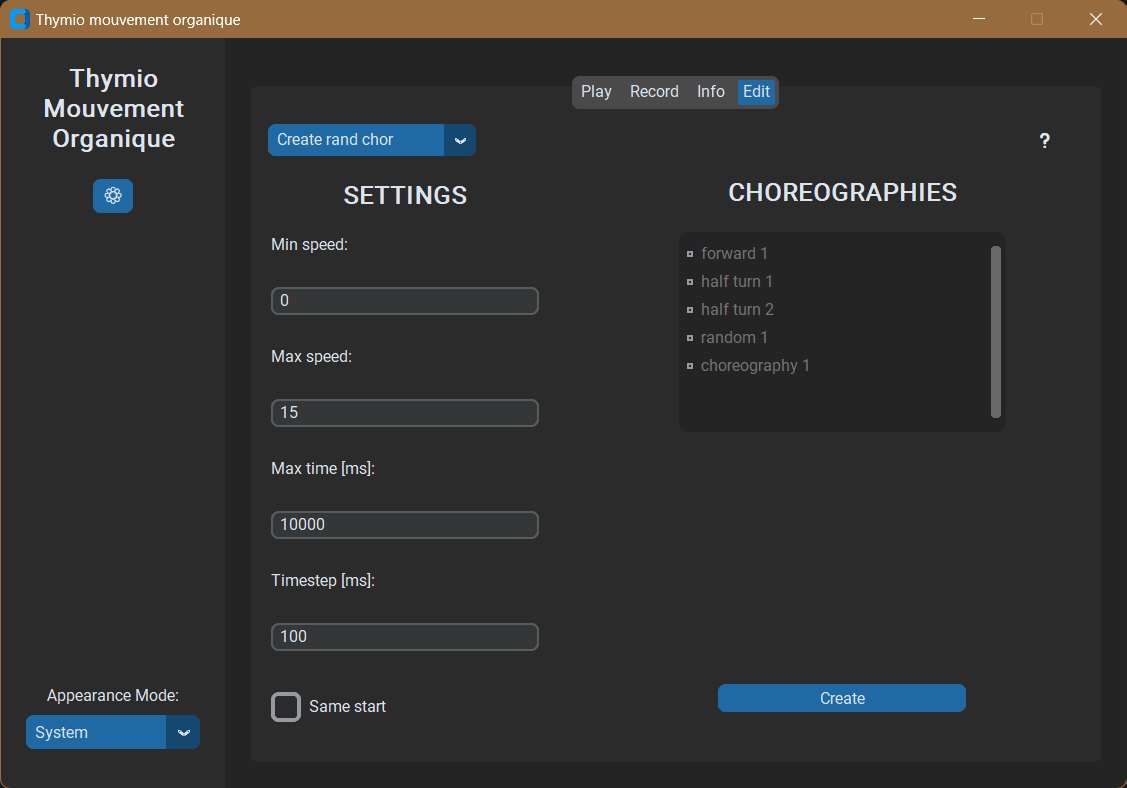 Thymio mouvement organique
Thymio
Mouvement
Organique
Play Record Info Edit
Create rand chor
?
SETTINGS
CHOREOGRAPHIES
Min speed:
0
Max speed:
15
Max time [ms]:
10000
Timestep [ms]:
100
Same start
forward 1
half turn 1
half turn 2
random 1
choreography 1
Create
Appearance Mode:
System